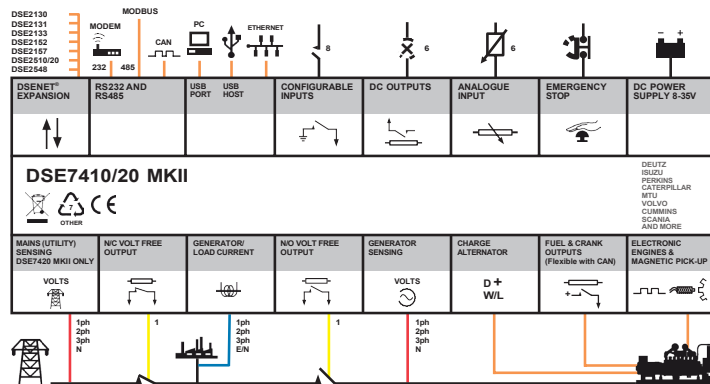 DSE2130
DSE2131
DSE2133
DSE2152
DSE2157
DSE2510/20
DSE2548
MODEM
MODBUS
232 485
CAN
PC
ETHERNET
8
6
6
- +
DSENET®
EXPANSION
RS232 AND
RS485
USB
PORT
USB
HOST
CONFIGURABLE
INPUTS
DC OUTPUTS
ANALOGUE
INPUT
EMERGENCY
STOP
DC POWER
SUPPLY 8-35V
DSE7410/20 MKII
7
OTHER
CE
DEUTZ
ISUZU
PERKINS
CATERPILLAR
MTU
VOLVO
CUMMINS
SCANIA
AND MORE
MAINS (UTILITY)
SENSING
DSE7420 MKII ONLY
VOLTS
N/C VOLT FREE
OUTPUT
GENERATOR/
LOAD CURRENT
N/O VOLT FREE
OUTPUT
GENERATOR
SENSING
VOLTS
CHARGE
ALTERNATOR
D+
W/L
FUEL & CRANK
OUTPUTS
(Flexible with CAN)
+
ELECTRONIC
ENGINES &
MAGNETIC PICK-UP
1ph
2ph
3ph
N
1
1ph
2ph
3ph
E/N
1
1ph
2ph
3ph
N